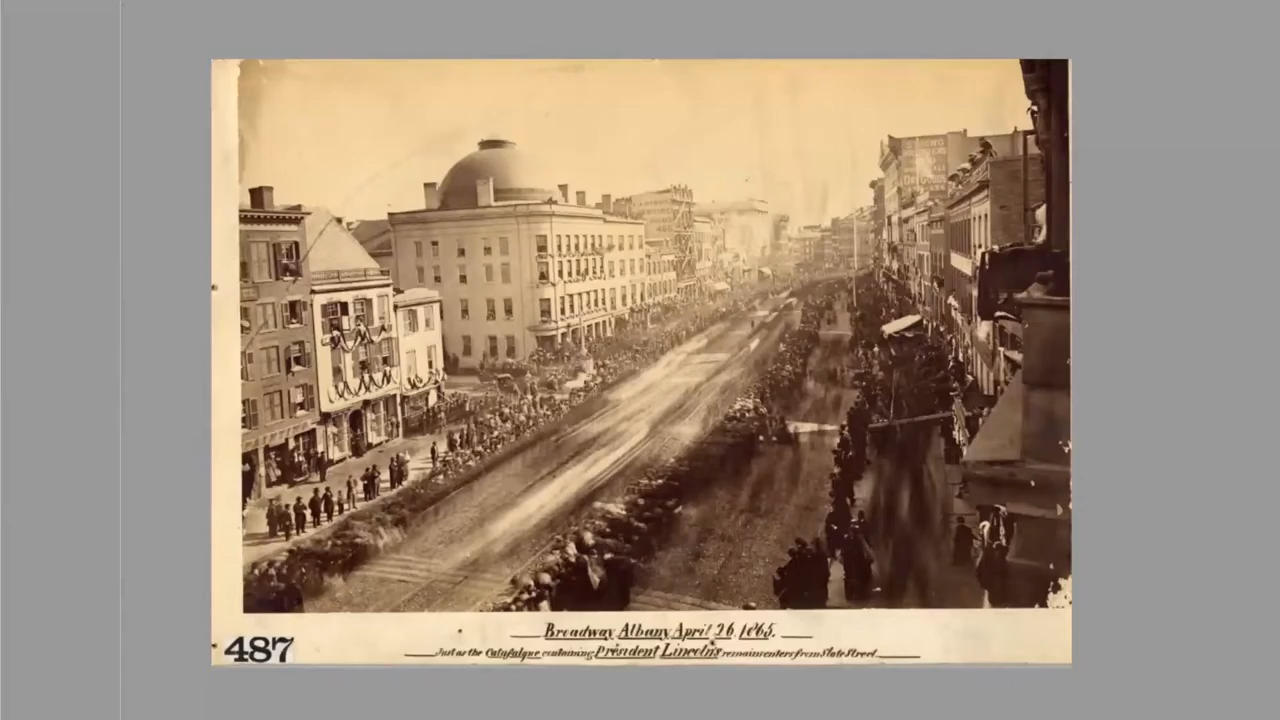 Broadway, Albany, April 26, 1865.
487
Just as the Catafalque containing President Lincoln's remains enters from State Street